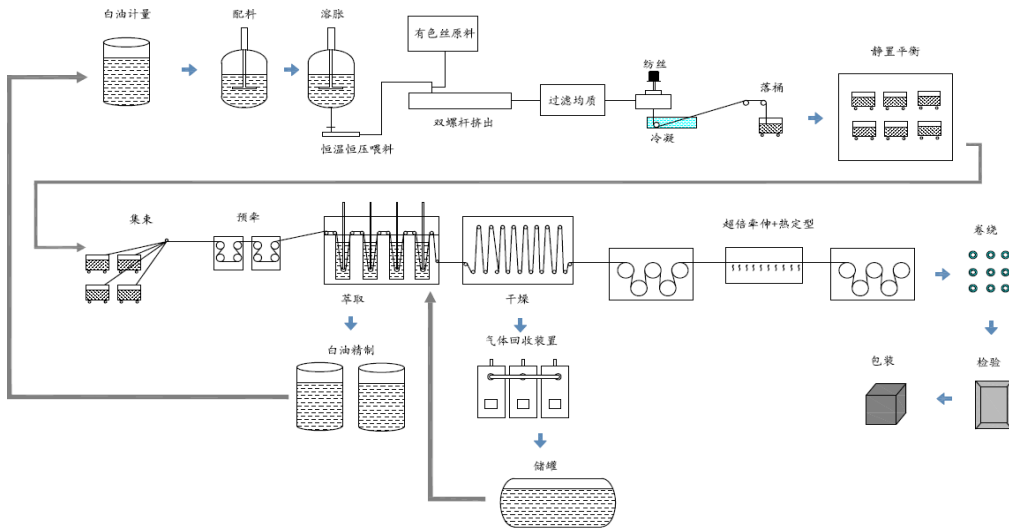 白油计量
配料
溶胀
有色丝原料
双螺杆挤出
恒温恒压喂料
过滤均质
纺丝
冷凝
落桶
静置平衡
集束
预牵
萃取
干燥
超倍牵伸+热定型
卷绕
白油精制
气体回收装置
包装
检验
储罐